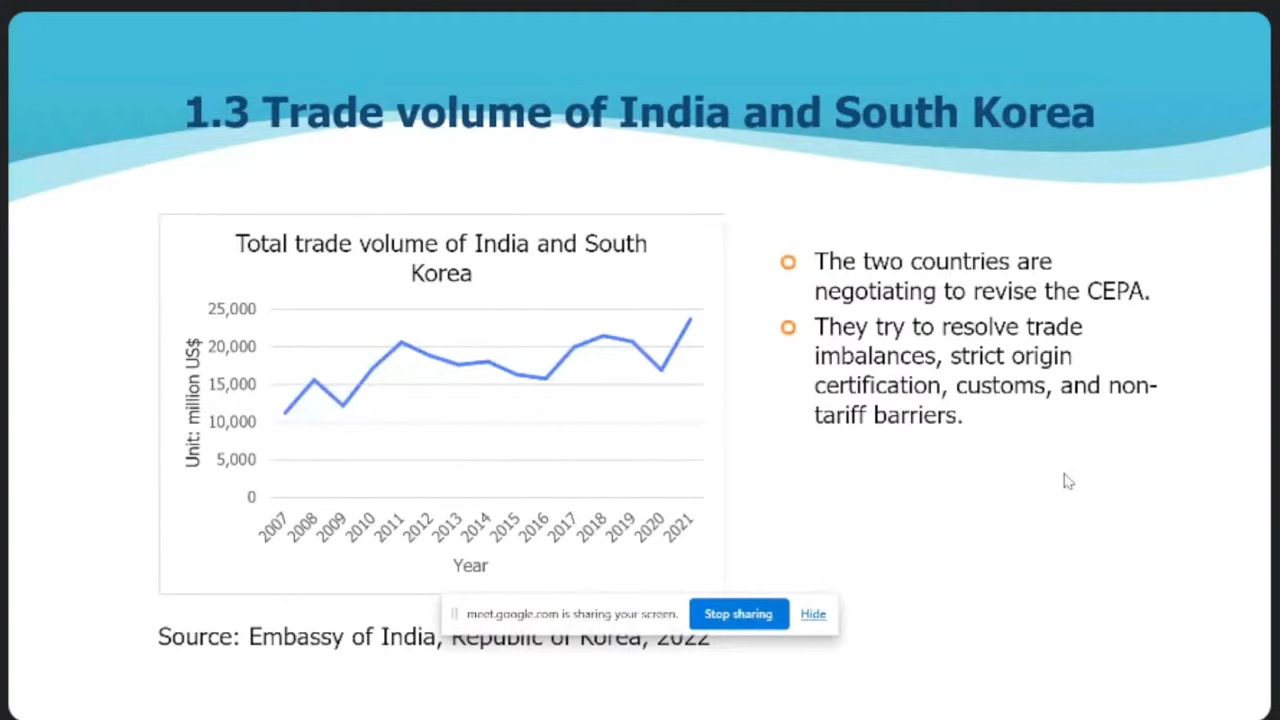 1.3 Trade volume of India and South Korea
Total trade volume of India and South
Korea
25,000
20,000
15,000
10,000
5,000
0
Unit: million US$
2007 2008 2009 2010 2011 2012 2013 2014 2015 2016 2017 2018 2019 2020 2021
Year
The two countries are
negotiating to revise the CEPA.
They try to resolve trade
imbalances, strict origin
certification, customs, and non-
tariff barriers.
meet.google.com is sharing your screen. Stop sharing Hide
Source: Embassy of India, Republic of Korea, 2022